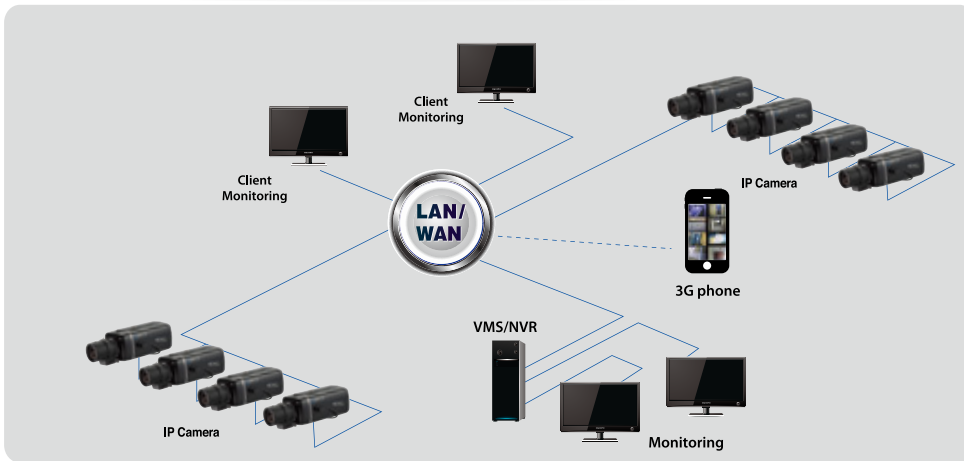 Client
Monitoring
Client
Monitoring
IP Camera
LAN/
WAN
3G phone
VMS/NVR
IP Camera
Monitoring